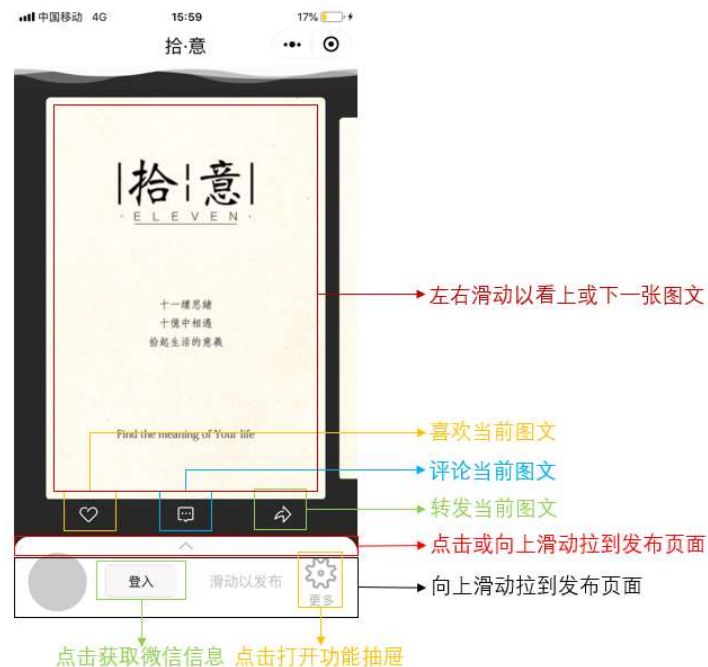 中国移动 4G 15:59 17%
拾·意
拾意
· ELEVEN ·
十一缕思緒
十億中相遇
拾起生活的意義
Find the meaning of Your life
左右滑动以看上或下一张图文
喜欢当前图文
评论当前图文
转发当前图文
点击或向上滑动拉到发布页面
登入 滑动以发布 更多
向上滑动拉到发布页面
点击获取微信信息 点击打开功能抽屉